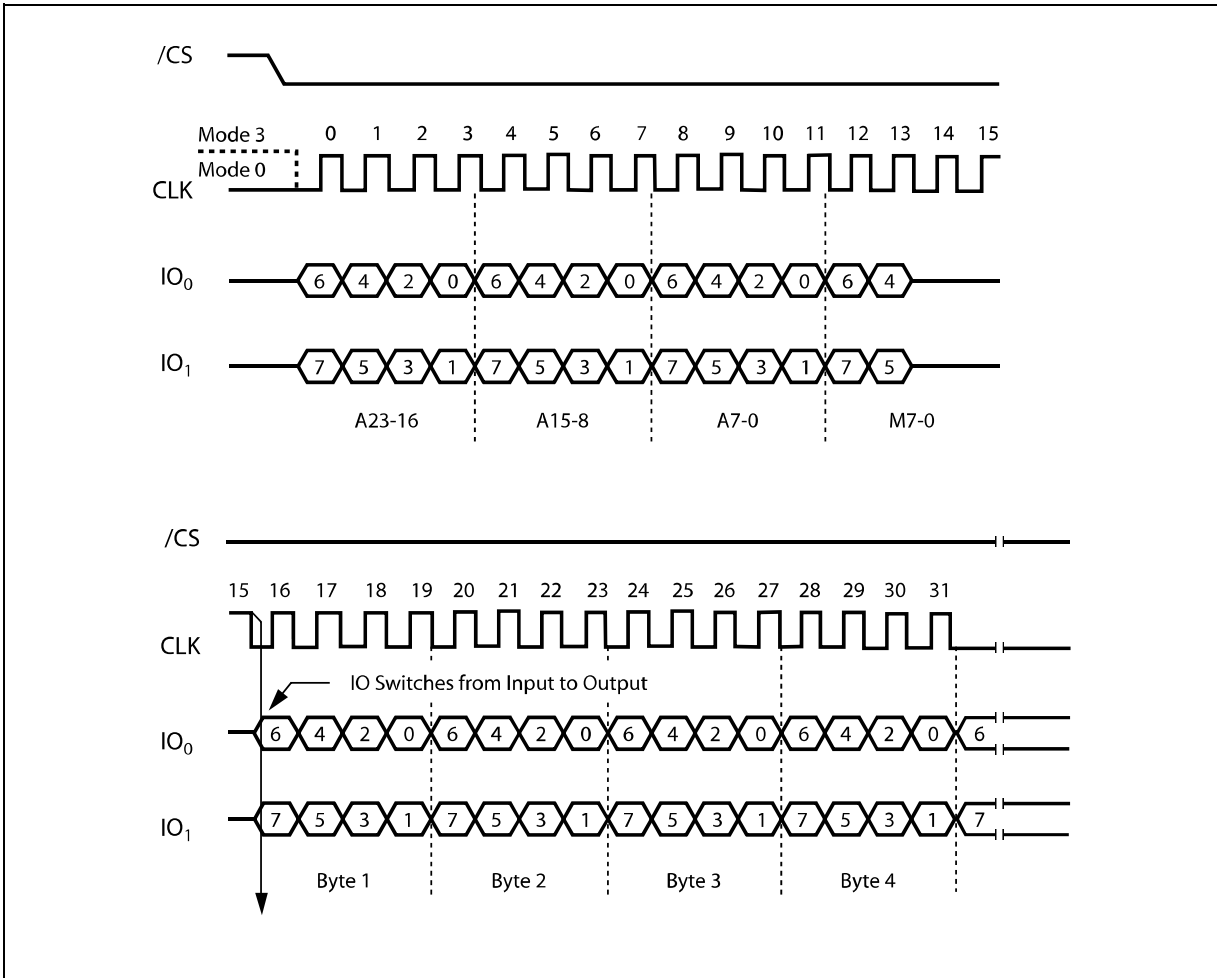 /CS
Mode 3
0 1 2 3 4 5 6 7 8 9 10 11 12 13 14 15
Mode 0
CLK
IO0 6 4 2 0 6 4 2 0 6 4 2 0 6 4
IO1 7 5 3 1 7 5 3 1 7 5 3 1 7 5
A23-16 A15-8 A7-0 M7-0
/CS
15 16 17 18 19 20 21 22 23 24 25 26 27 28 29 30 31
CLK
IO Switches from Input to Output
IO0 6 4 2 0 6 4 2 0 6 4 2 0 6 4 2 0 6
IO1 7 5 3 1 7 5 3 1 7 5 3 1 7 5 3 1 7
Byte 1 Byte 2 Byte 3 Byte 4